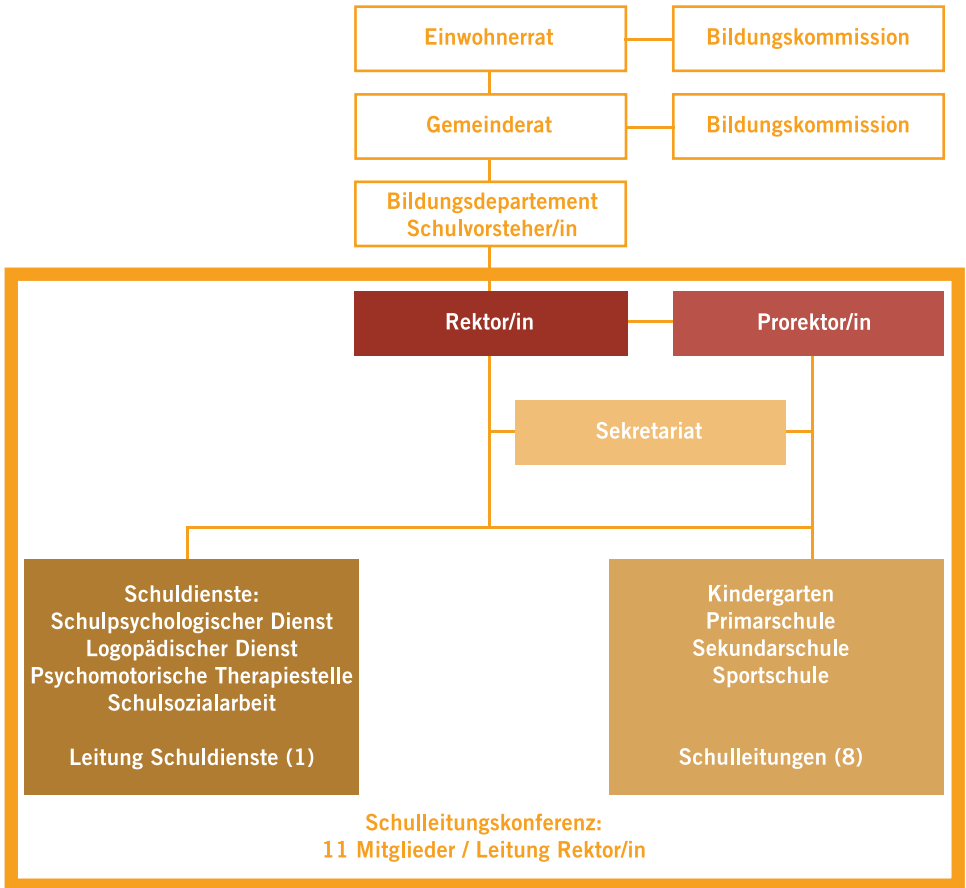 Einwohnerrat
Bildungskommission
Gemeinderat
Bildungskommission
Bildungsdepartement
Schulvorsteher/in
Rektor/in
Prorektor/in
Sekretariat
Schuldienste:
Schulpsychologischer Dienst
Logopädischer Dienst
Psychomotorische Therapiestelle
Schulsozialarbeit
Leitung Schuldienste (1)
Kindergarten
Primarschule
Sekundarschule
Sportschule
Schulleitungen (8)
Schulleitungskonferenz:
11 Mitglieder / Leitung Rektor/in